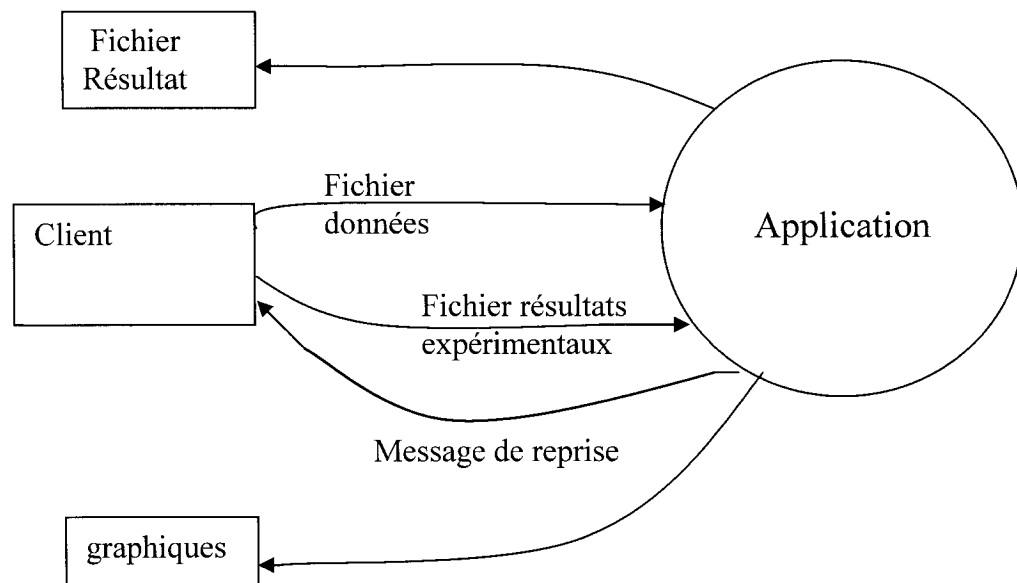 Fichier
Résultat
Fichier
données
Client
Application
Fichier résultats
expérimentaux
Message de reprise
graphiques